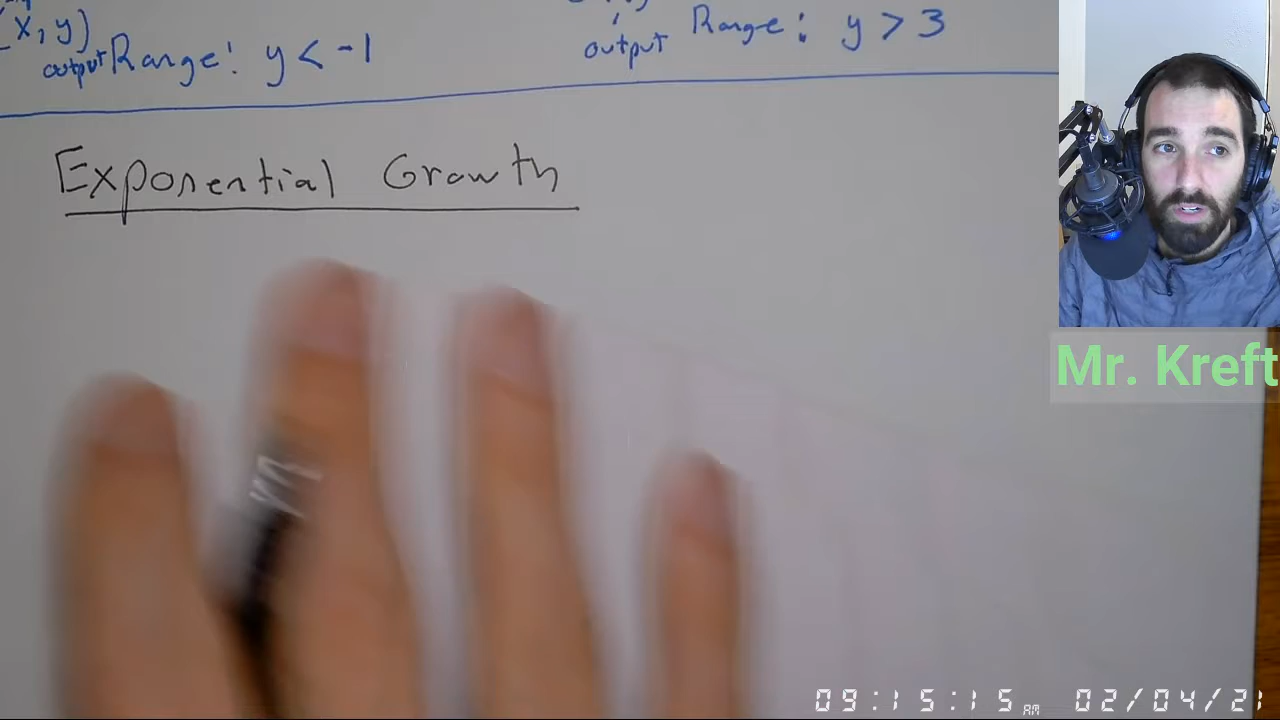 x, y)
output Range: y < -1
output Range: y > 3
Exponential Growth
Mr. Kreft
09:15:15 AM 02/04/21